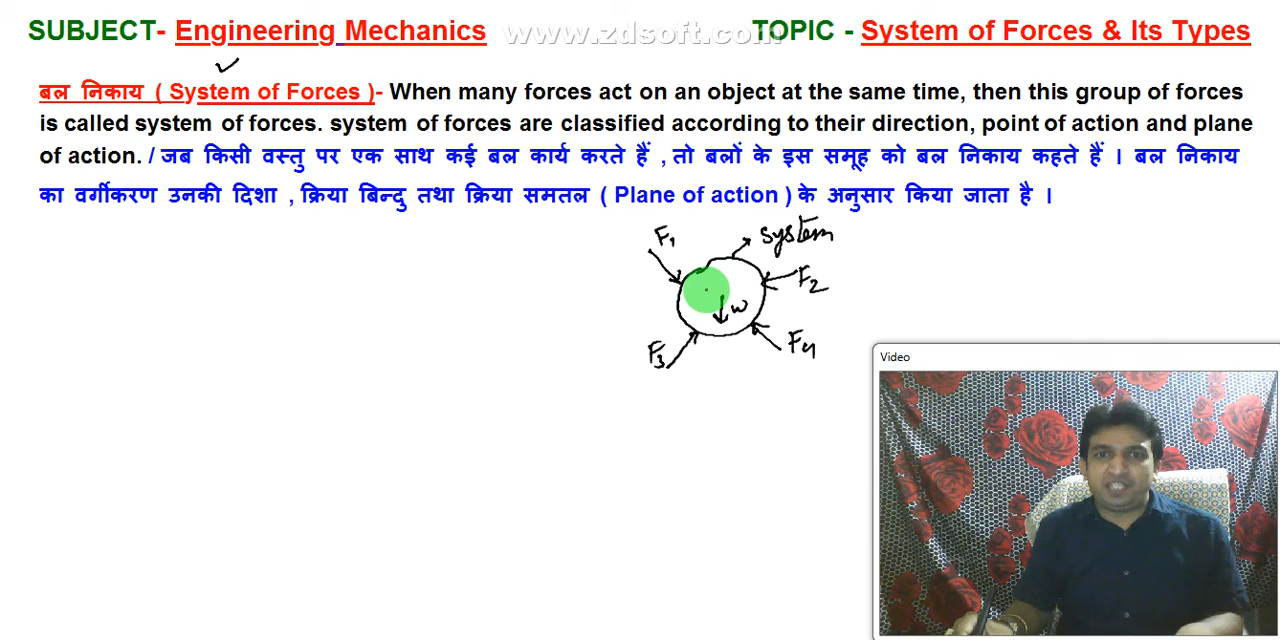 SUBJECT- Engineering Mechanics www.zdsoft.com TOPIC - System of Forces & Its Types
बल निकाय ( System of Forces )- When many forces act on an object at the same time, then this group of forces
is called system of forces. system of forces are classified according to their direction, point of action and plane
of action. / जब किसी वस्तु पर एक साथ कई बल कार्य करते हैं , तो बलों के इस समूह को बल निकाय कहते हैं । बल निकाय
का वर्गीकरण उनकी दिशा , क्रिया बिन्दु तथा क्रिया समतल ( Plane of action ) के अनुसार किया जाता है ।
F1 system
F2
W
F3 F4
Video